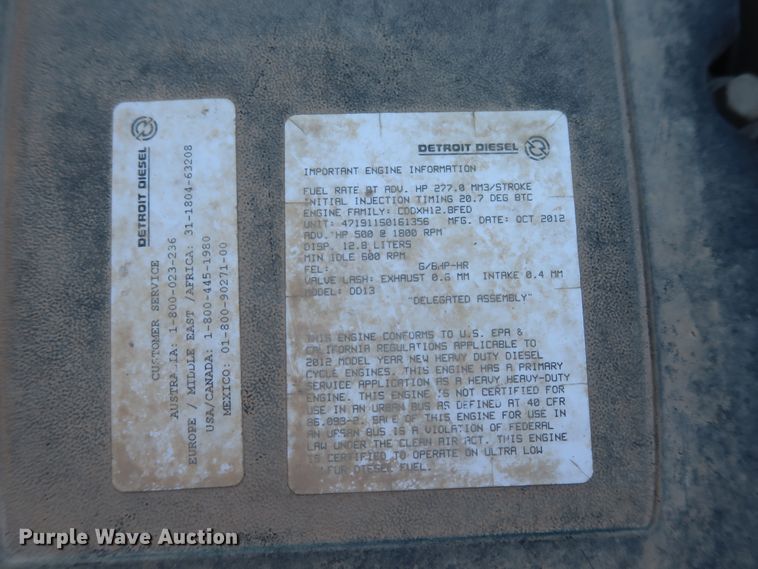 DETROIT DIESEL
CUSTOMER SERVICE
AUSTRALIA: 1-800-023-236
EUROPE / MIDDLE EAST /AFRICA: 31-1804-63208
USA/CANADA: 1-800-445-1980
MEXICO: 01-800-90271-00
DETROIT DIESEL
IMPORTANT ENGINE INFORMATION
FUEL RATE AT ADV. HP 277.0 MM3/STROKE
INITIAL INJECTION TIMING 20.7 DEG BTC
ENGINE FAMILY: CDDXH12.8FED
UNIT: 47191150161356 MFG. DATE: OCT 2012
ADV. HP 500 @ 1800 RPM
DISP. 12.8 LITERS
MIN IDLE 600 RPM
FEL: G/BHP-HR
VALVE LASH: EXHAUST 0.6 MM INTAKE 0.4 MM
MODEL: DD13
"DELEGATED ASSEMBLY"
THIS ENGINE CONFORMS TO U.S. EPA &
CALIFORNIA REGULATIONS APPLICABLE TO
2012 MODEL YEAR NEW HEAVY DUTY DIESEL
CYCLE ENGINES. THIS ENGINE HAS A PRIMARY
SERVICE APPLICATION AS A HEAVY HEAVY-DUTY
ENGINE. THIS ENGINE IS NOT CERTIFIED FOR
USE IN AN URBAN BUS AS DEFINED AT 40 CFR
86.093-2. SALE OF THIS ENGINE FOR USE IN
AN URBAN BUS IS A VIOLATION OF FEDERAL
LAW UNDER THE CLEAN AIR ACT. THIS ENGINE
IS CERTIFIED TO OPERATE ON ULTRA LOW
FUR DIESEL FUEL.
Purple Wave Auction